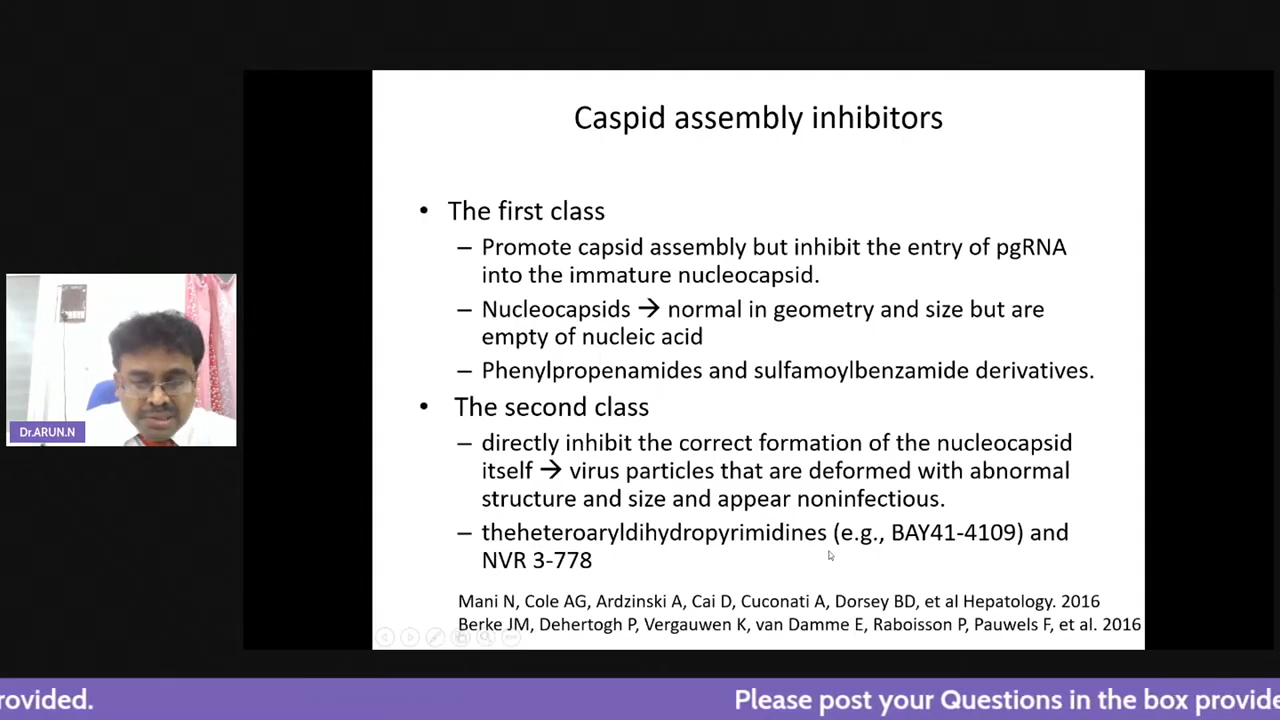 Caspid assembly inhibitors
• The first class
– Promote capsid assembly but inhibit the entry of pgRNA
into the immature nucleocapsid.
– Nucleocapsids → normal in geometry and size but are
empty of nucleic acid
– Phenylpropenamides and sulfamoylbenzamide derivatives.
• The second class
– directly inhibit the correct formation of the nucleocapsid
itself → virus particles that are deformed with abnormal
structure and size and appear noninfectious.
– theheteroaryldihydropyrimidines (e.g., BAY41-4109) and
NVR 3-778
Mani N, Cole AG, Ardzinski A, Cai D, Cuconati A, Dorsey BD, et al Hepatology. 2016
Berke JM, Dehertogh P, Vergauwen K, van Damme E, Raboisson P, Pauwels F, et al. 2016
Dr.ARUN.N
rovided.
Please post your Questions in the box provide